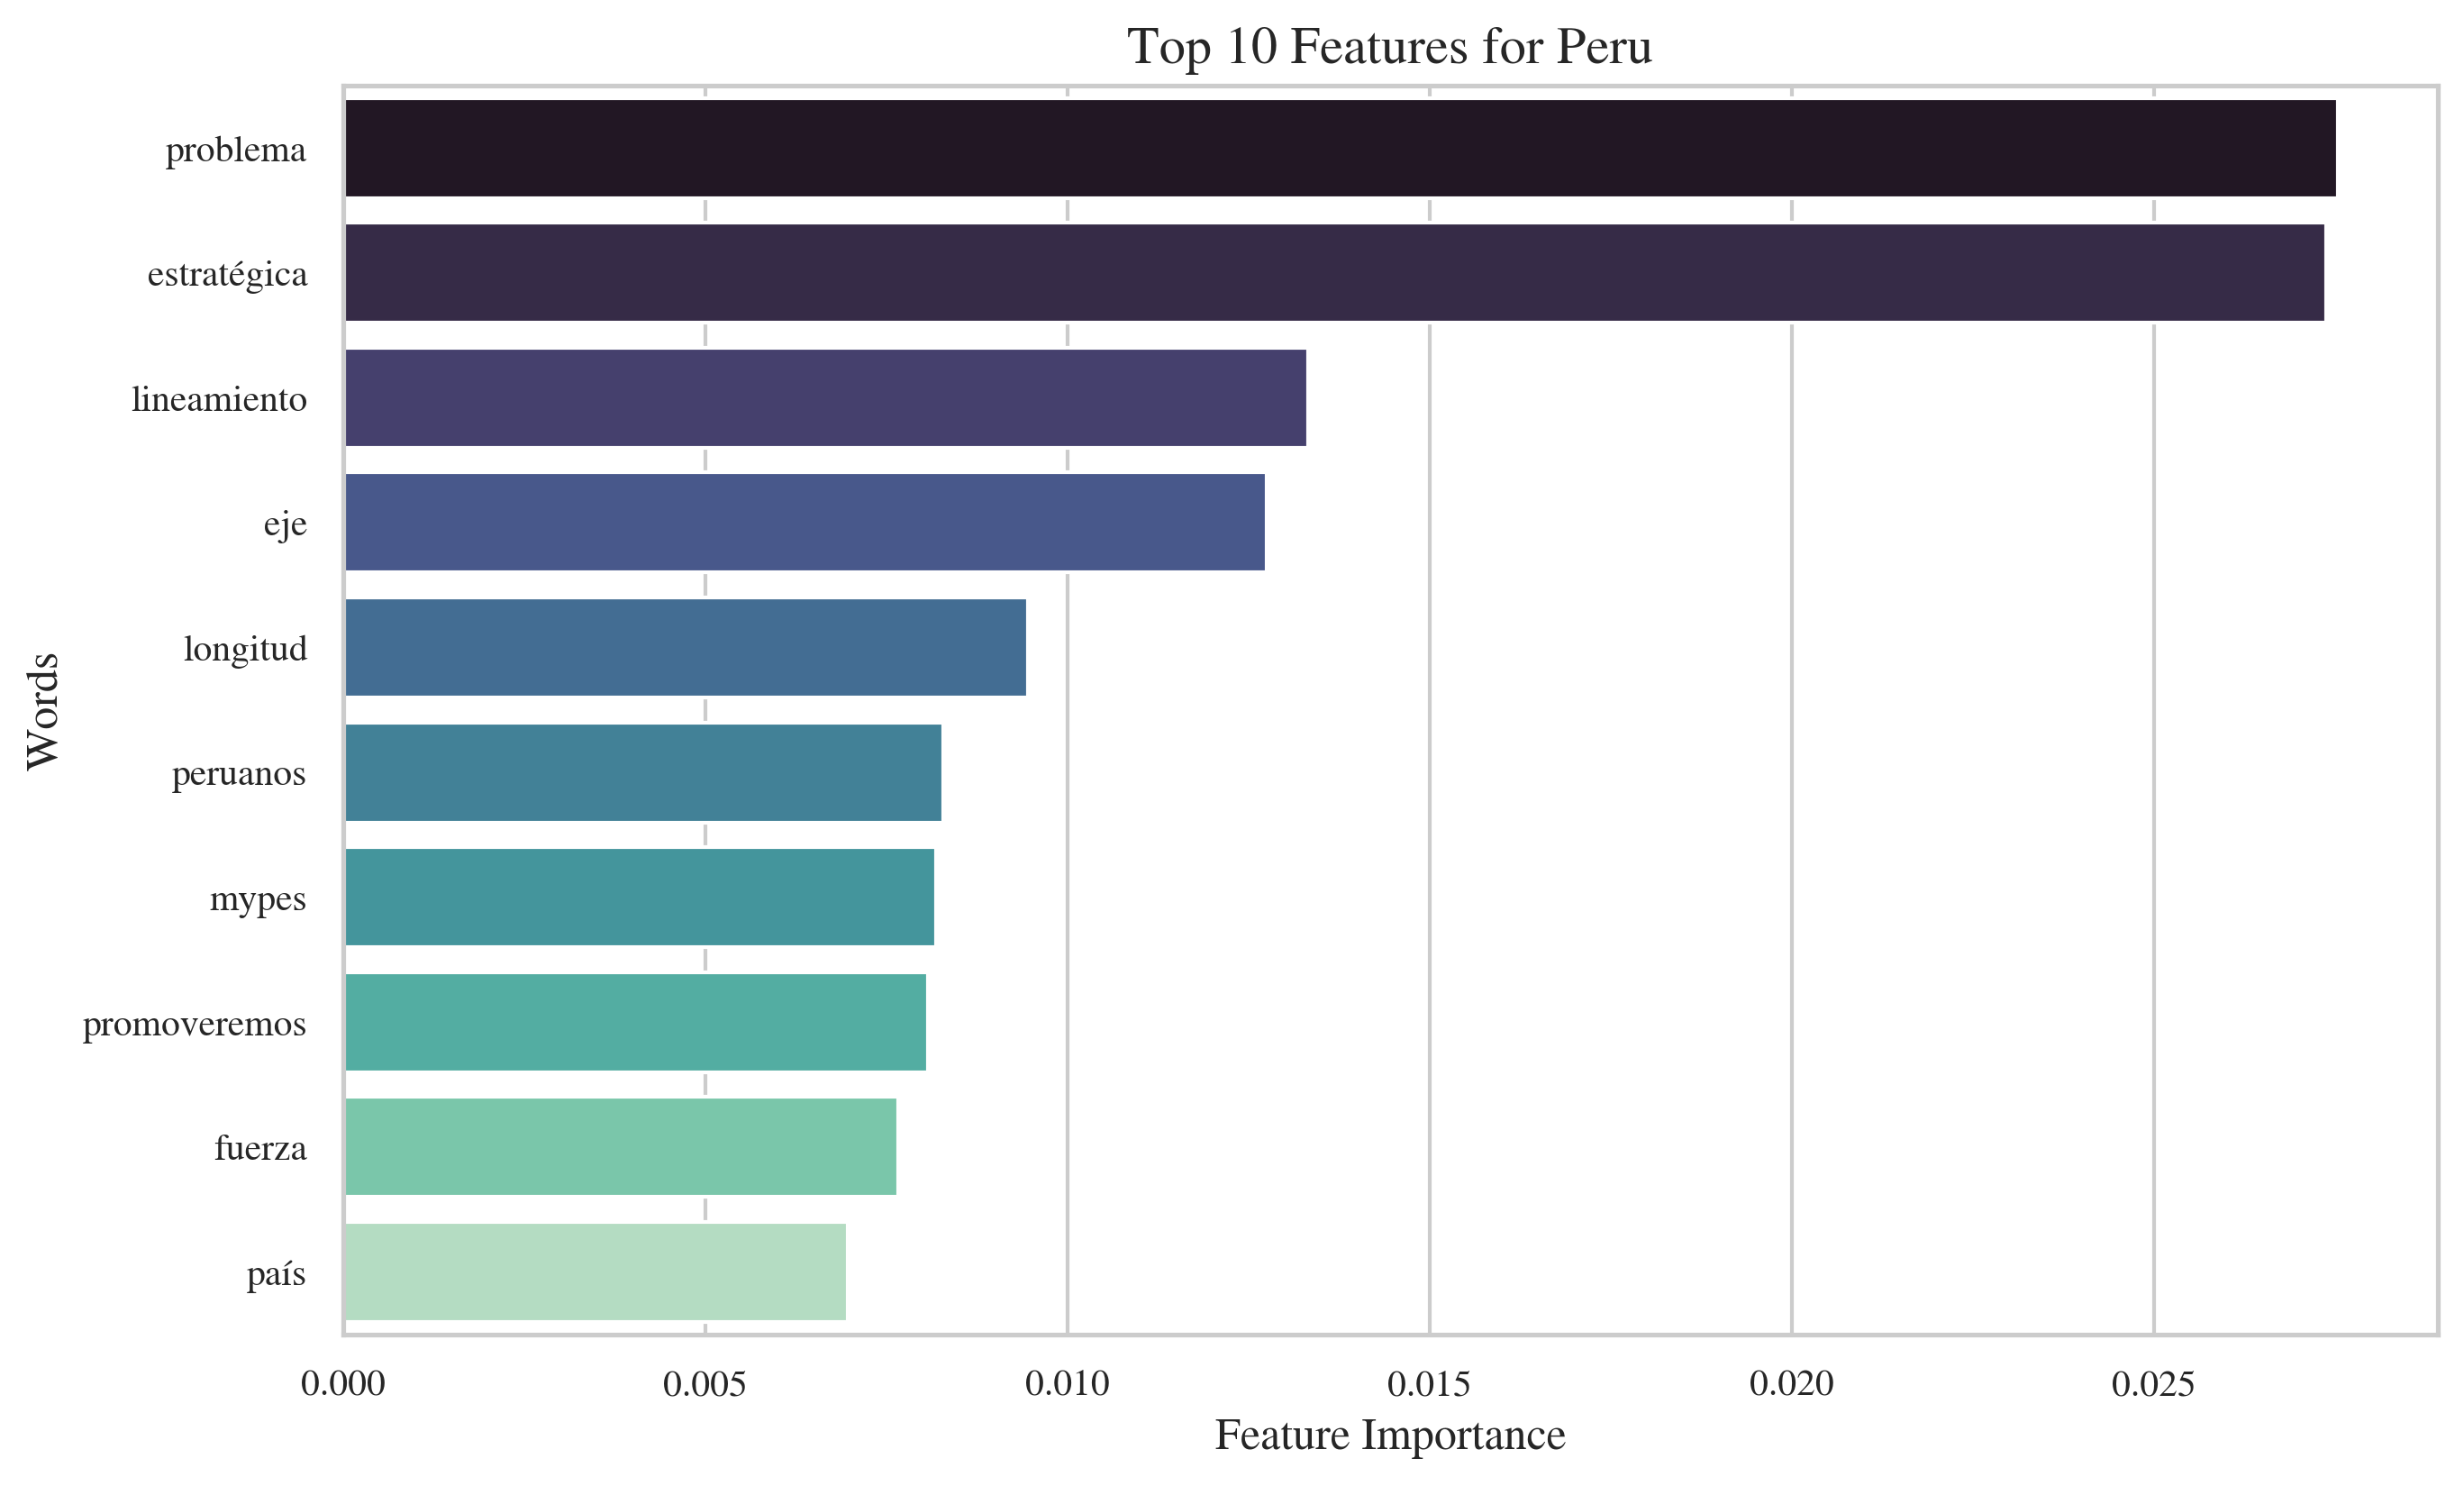 Top 10 Features for Peru
problema
estratégica
lineamiento
eje
longitud
peruanos
mypes
promoveremos
fuerza
país
Words
0.000 0.005 0.010 0.015 0.020 0.025
Feature Importance